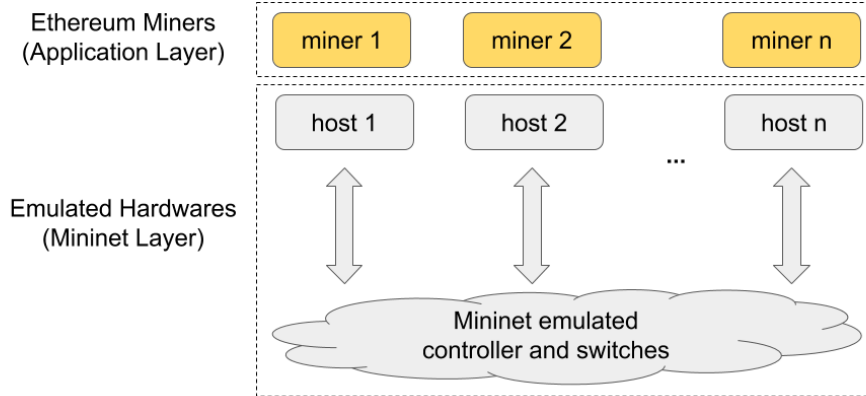 Ethereum Miners
(Application Layer)
miner 1
miner 2
miner n
host 1
host 2
host n
...
Emulated Hardwares
(Mininet Layer)
Mininet emulated
controller and switches